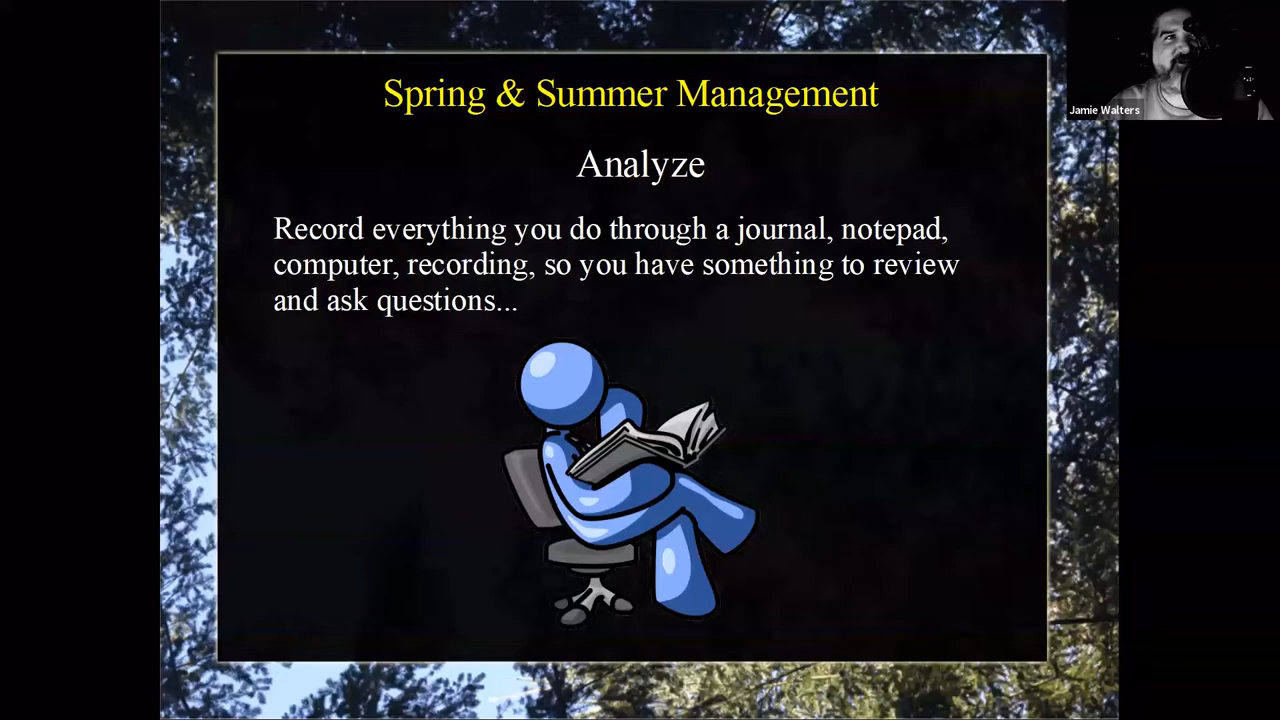 Spring & Summer Management
Jamie Walters
Analyze
Record everything you do through a journal, notepad,
computer, recording, so you have something to review
and ask questions...